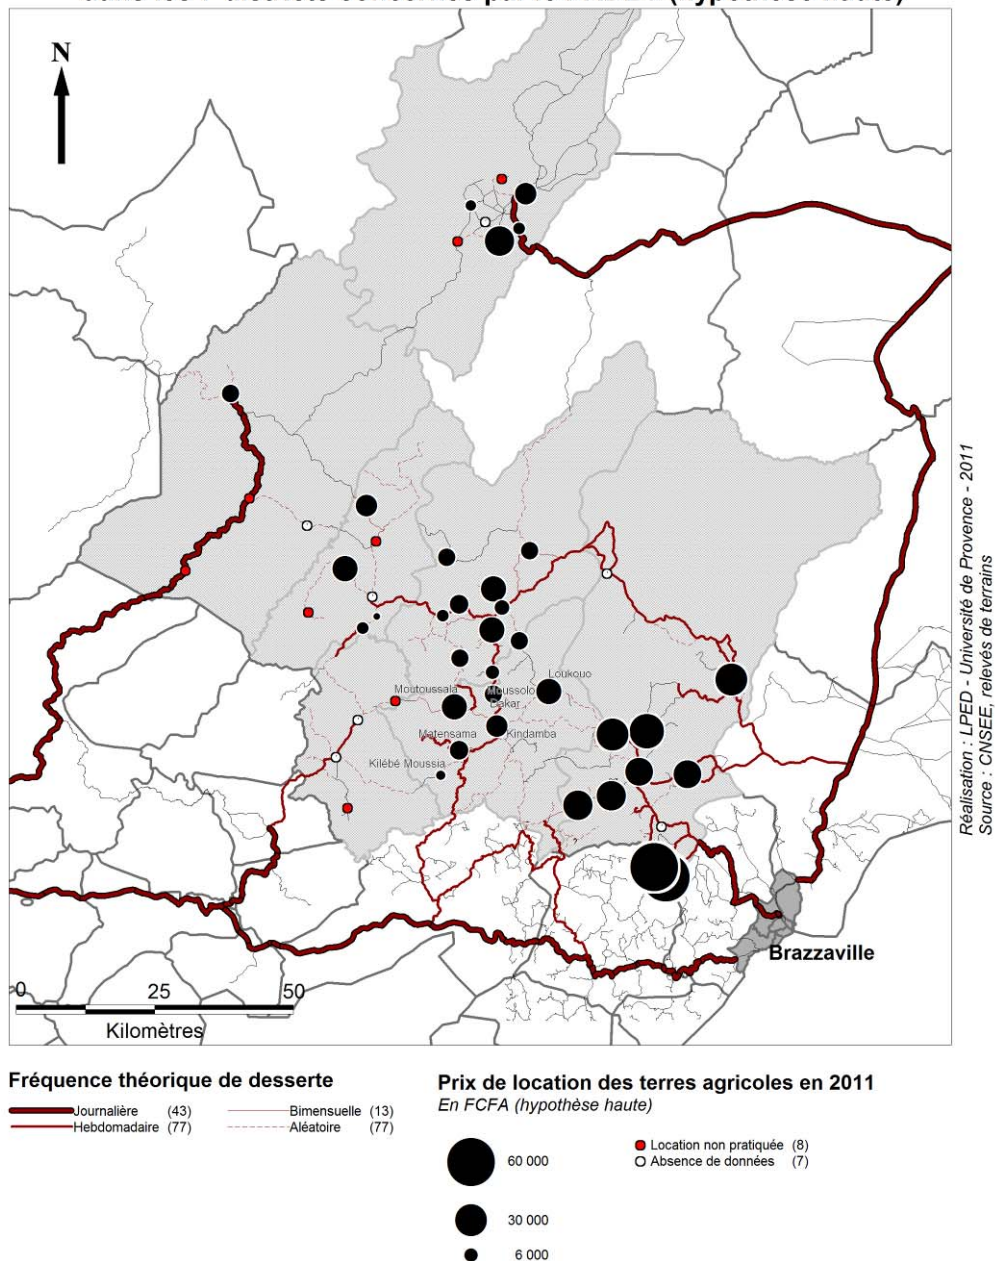 N
Loukouo
Moutoussala
Moussolo
Dakar
Matensama
Kindamba
Kilébé Moussia
Brazzaville
0 25 50
Kilomètres
Réalisation : LPED - Université de Provence - 2011
Source : CNSEE, relevés de terrains
Fréquence théorique de desserte
Journalière (43) Bimensuelle (13)
Hebdomadaire (77) Aléatoire (77)
Prix de location des terres agricoles en 2011
En FCFA (hypothèse haute)
60 000
30 000
6 000
Location non pratiquée (8)
Absence de données (7)